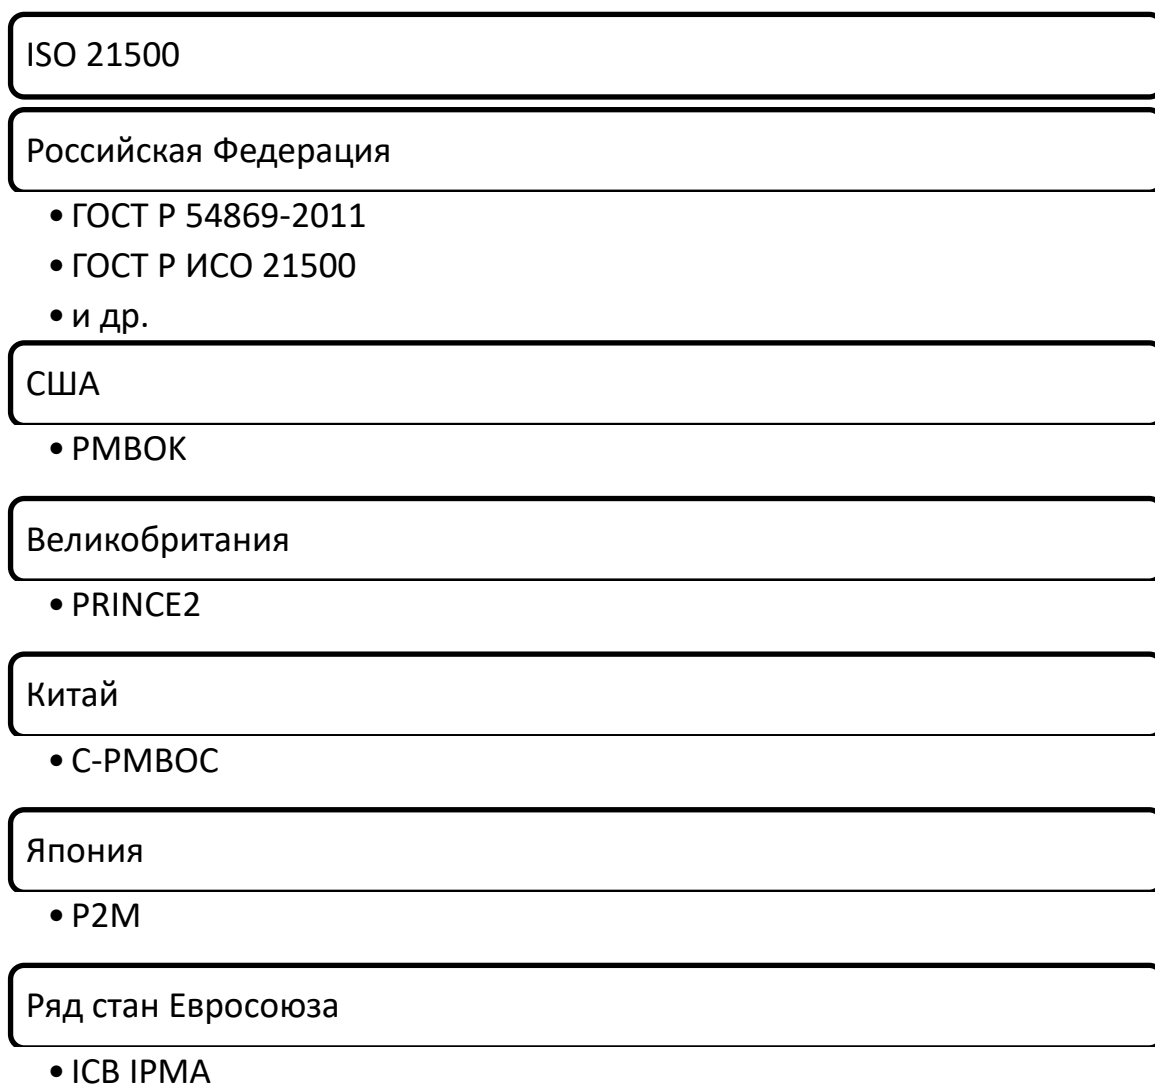 ISO 21500
Российская Федерация
• ГОСТ Р 54869-2011
• ГОСТ Р ИСО 21500
• и др.
США
• PMBOK
Великобритания
• PRINCE2
Китай
• C-PMBOC
Япония
• P2M
Ряд стан Евросоюза
• ICB IPMA